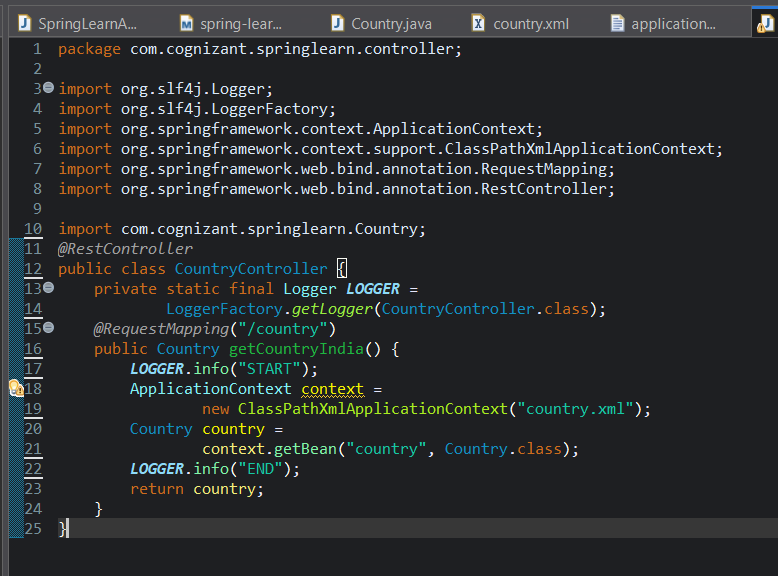 SpringLearnA... spring-lear... Country.java country.xml application...
1 package com.cognizant.springlearn.controller;
2
3 import org.slf4j.Logger;
4 import org.slf4j.LoggerFactory;
5 import org.springframework.context.ApplicationContext;
6 import org.springframework.context.support.ClassPathXmlApplicationContext;
7 import org.springframework.web.bind.annotation.RequestMapping;
8 import org.springframework.web.bind.annotation.RestController;
9
10 import com.cognizant.springlearn.Country;
11 @RestController
12 public class CountryController {
13     private static final Logger LOGGER =
14             LoggerFactory.getLogger(CountryController.class);
15     @RequestMapping("/country")
16     public Country getCountryIndia() {
17         LOGGER.info("START");
18         ApplicationContext context =
19                 new ClassPathXmlApplicationContext("country.xml");
20         Country country =
21                 context.getBean("country", Country.class);
22         LOGGER.info("END");
23         return country;
24     }
25 }